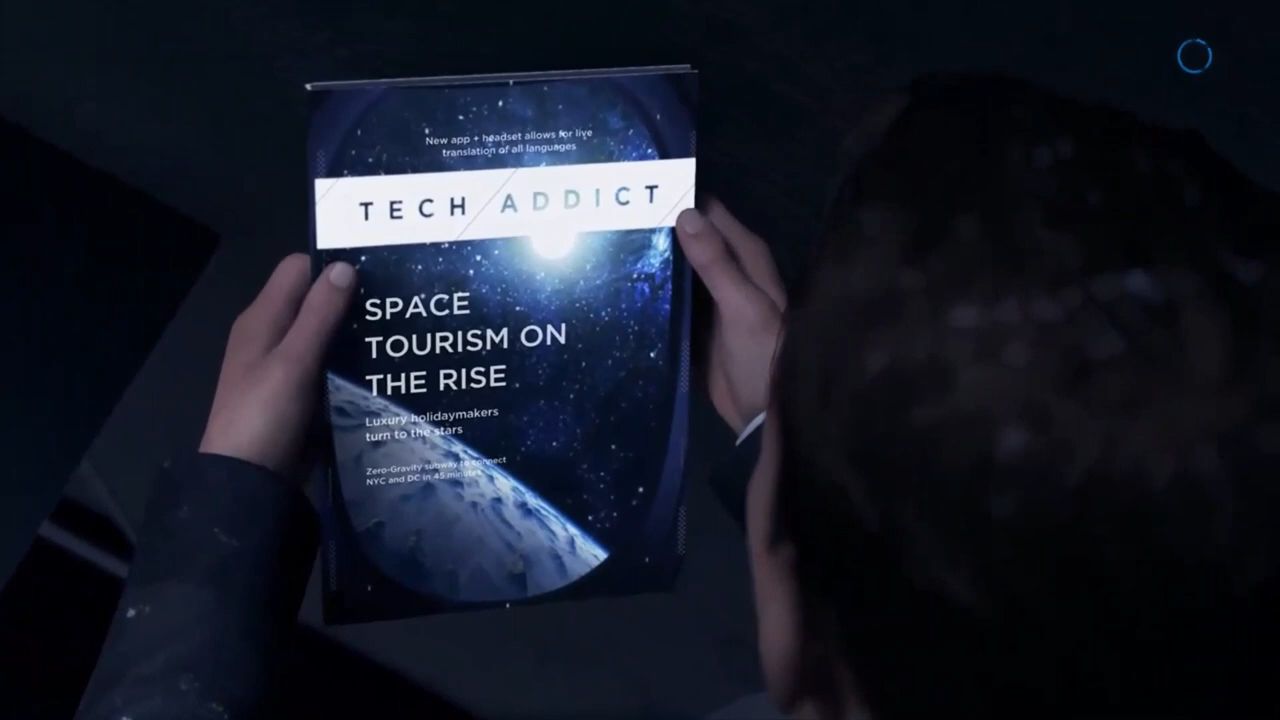 New app + headset allows for live
translation of all languages
TECH ADDICT
SPACE
TOURISM ON
THE RISE
Luxury holidaymakers
turn to the stars
Zero-Gravity subway to connect
NYC and DC in 45 minutes